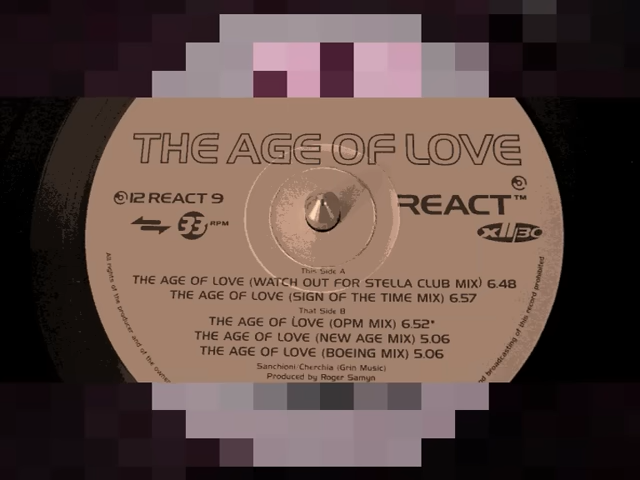 THE AGE OF LOVE
12 REACT 9
REACT™
33 RPM
This Side A
THE AGE OF LOVE (WATCH OUT FOR STELLA CLUB MIX) 6.48
THE AGE OF LOVE (SIGN OF THE TIME MIX) 6.57
That Side B
THE AGE OF LOVE (OPM MIX) 6.52*
THE AGE OF LOVE (NEW AGE MIX) 5.06
THE AGE OF LOVE (BOEING MIX) 5.06
Sanchioni/Cherchia (Grin Music)
Produced by Roger Samyn
All rights of the producer and of the owner
nd broadcasting of this record prohibited